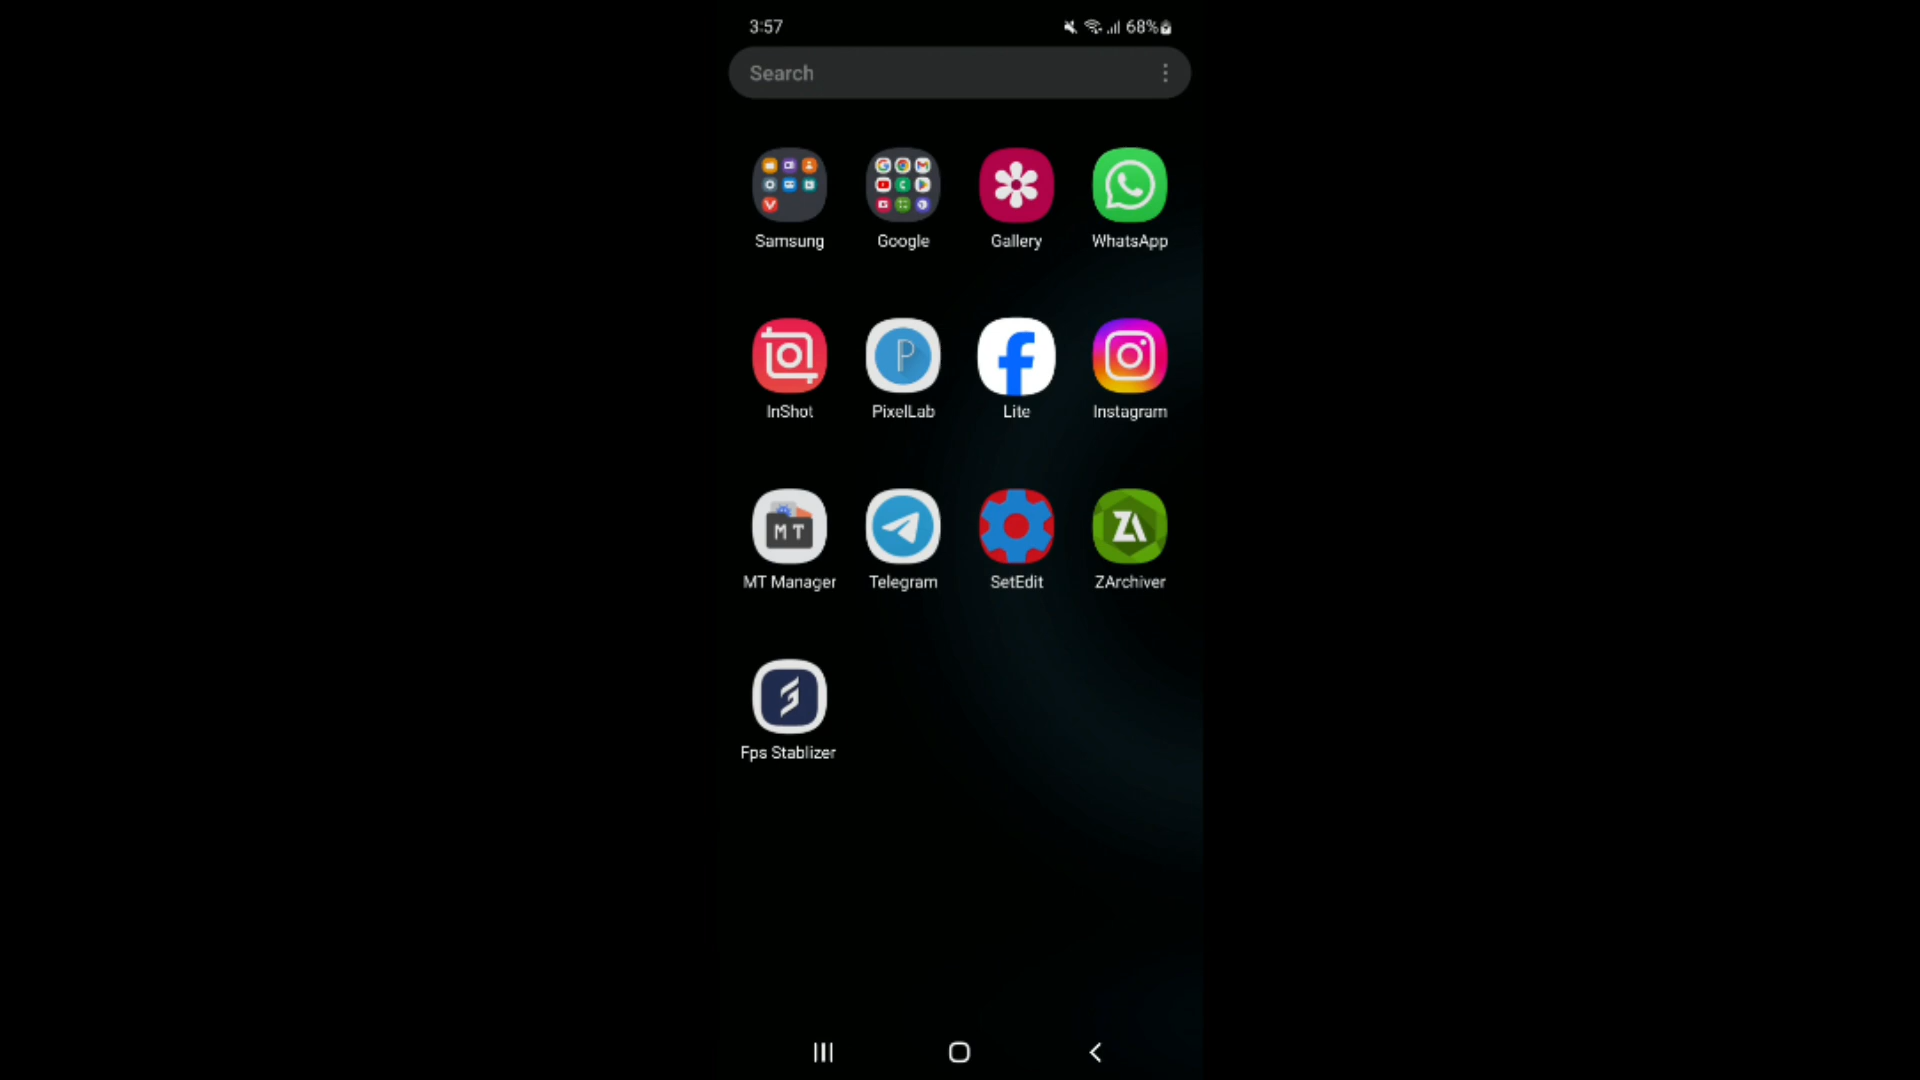 3:57
68%
Search
Samsung
Google
Gallery
WhatsApp
InShot
PixelLab
Lite
Instagram
MT
MT Manager
Telegram
SetEdit
ZArchiver
Fps Stablizer